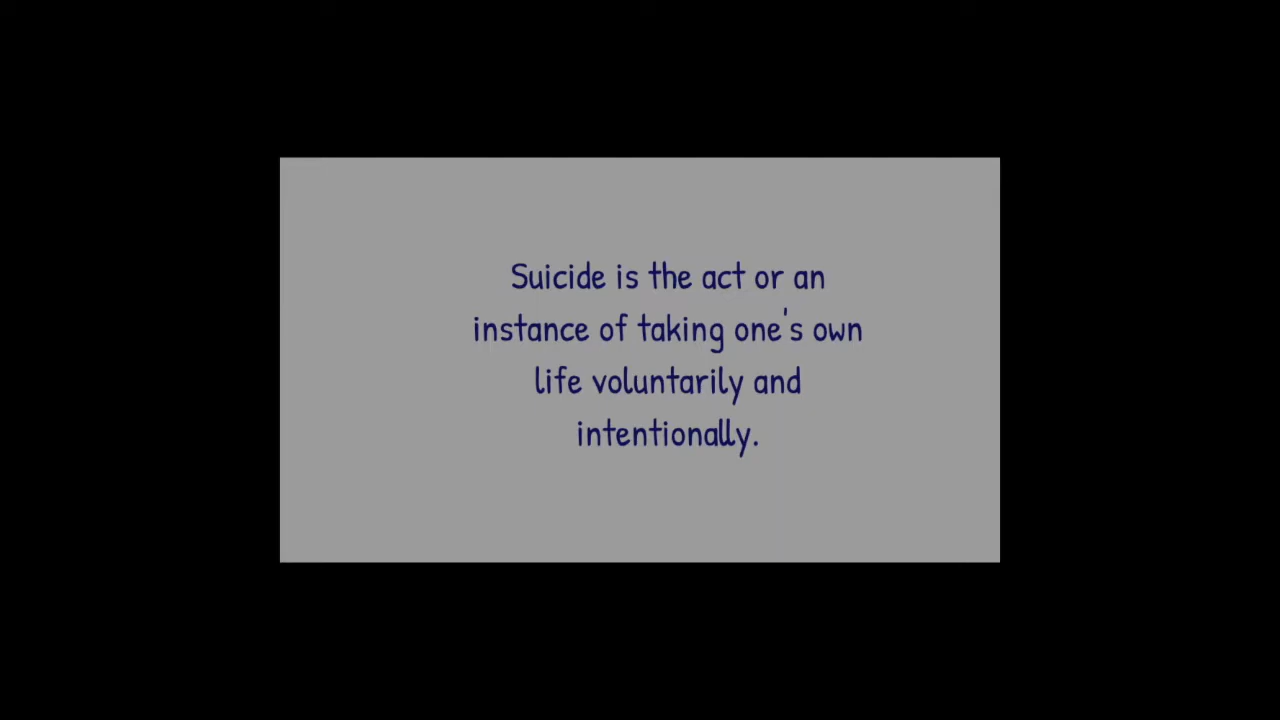 Suicide is the act or an
instance of taking one's own
life voluntarily and
intentionally.